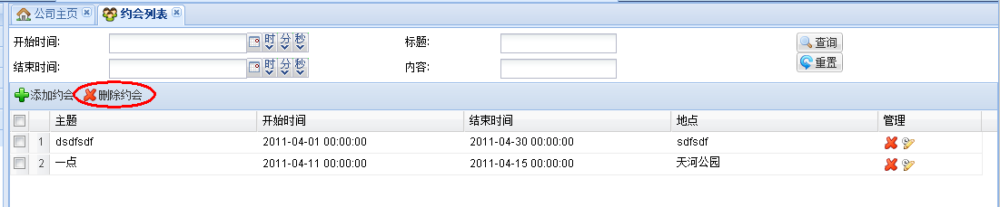 公司主页 约会列表
开始时间: 时 分 秒 标题: 查询
结束时间: 时 分 秒 内容: 重置
添加约会 删除约会
主题 开始时间 结束时间 地点 管理
1 dsdfsdf 2011-04-01 00:00:00 2011-04-30 00:00:00 sdfsdf
2 一点 2011-04-11 00:00:00 2011-04-15 00:00:00 天河公园